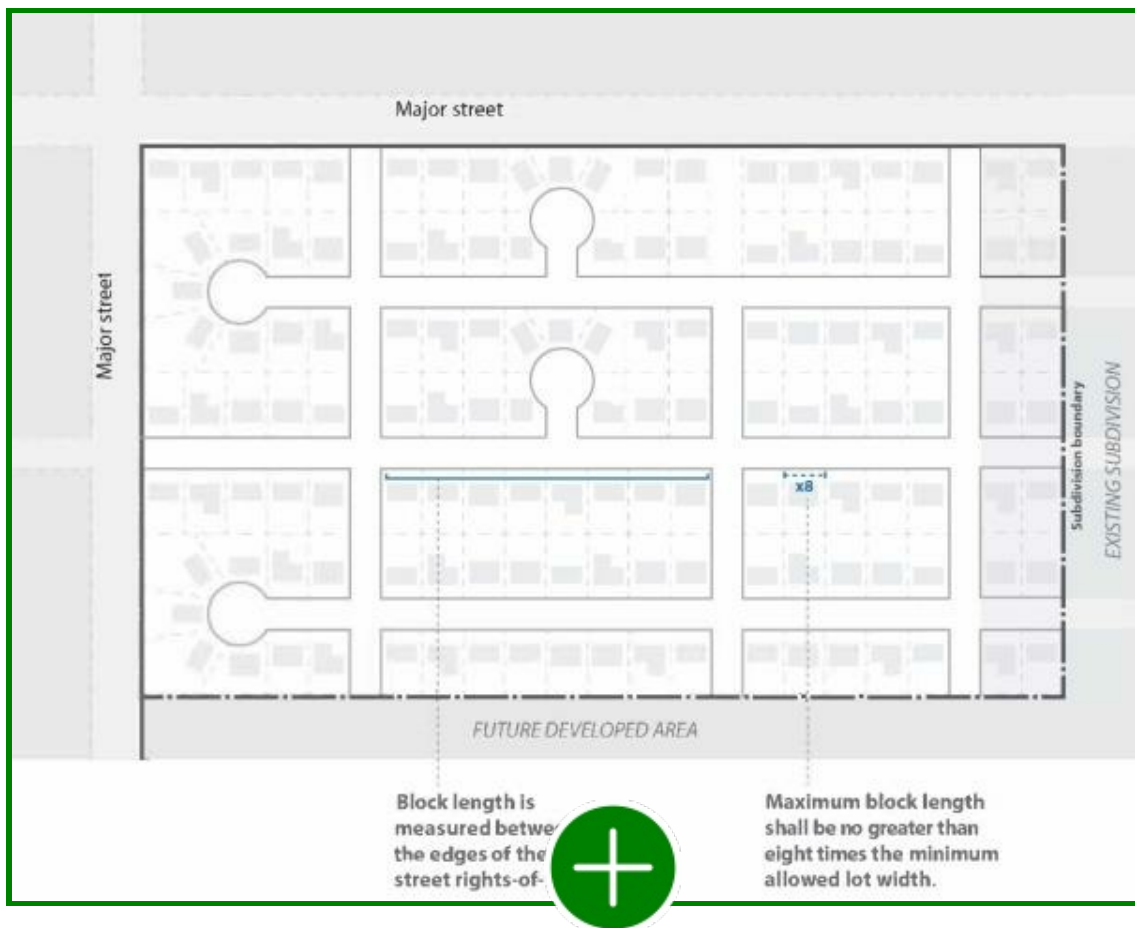 Major street
Major street
x8
Subdivision boundary
EXISTING SUBDIVISION
FUTURE DEVELOPED AREA
Block length is
measured
the edges of the
street rights-of-
Maximum block length
shall be no greater than
eight times the minimum
allowed lot width.